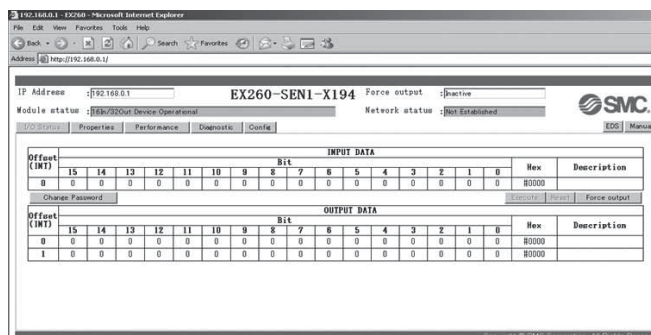 192.168.0.1 - EX260 - Microsoft Internet Explorer
File Edit View Favorites Tools Help
Back Search Favorites
Address http://192.168.0.1/
IP Address :192.168.0.1 EX260-SEN1-X194 Force output :Inactive
Module status :16In/32Out Device Operational Network status :Not Established
SMC.
I/O Status Properties Performance Diagnostic Config EDS Manua
INPUT DATA
Offset (INT) Bit Hex Description
15 14 13 12 11 10 9 8 7 6 5 4 3 2 1 0
0 0 0 0 0 0 0 0 0 0 0 0 0 0 0 0 0 #0000
Change Password Execute Reset Force output
OUTPUT DATA
Offset (INT) Bit Hex Description
15 14 13 12 11 10 9 8 7 6 5 4 3 2 1 0
0 0 0 0 0 0 0 0 0 0 0 0 0 0 0 0 0 #0000
1 0 0 0 0 0 0 0 0 0 0 0 0 0 0 0 0 #0000